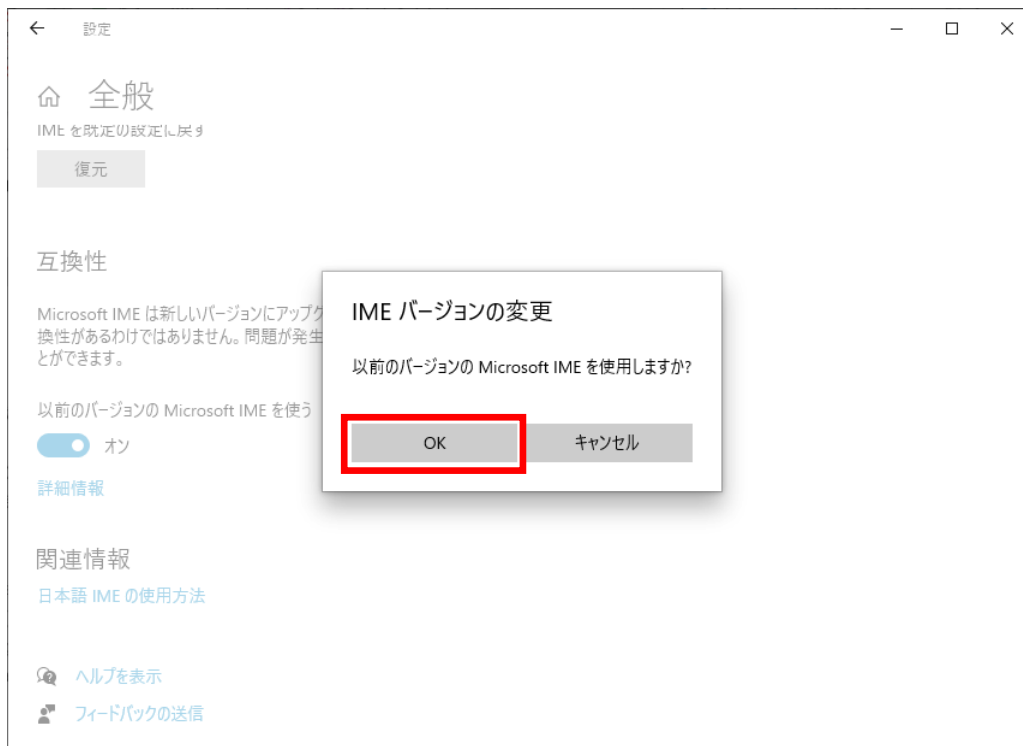 設定
全般
IME を既定の設定に戻す
復元
互換性
Microsoft IME は新しいバージョンにアップグ
換性があるわけではありません。問題が発生
とができます。
以前のバージョンの Microsoft IME を使う
オン
詳細情報
関連情報
日本語 IME の使用方法
ヘルプを表示
フィードバックの送信
IME バージョンの変更
以前のバージョンの Microsoft IME を使用しますか?
OK
キャンセル